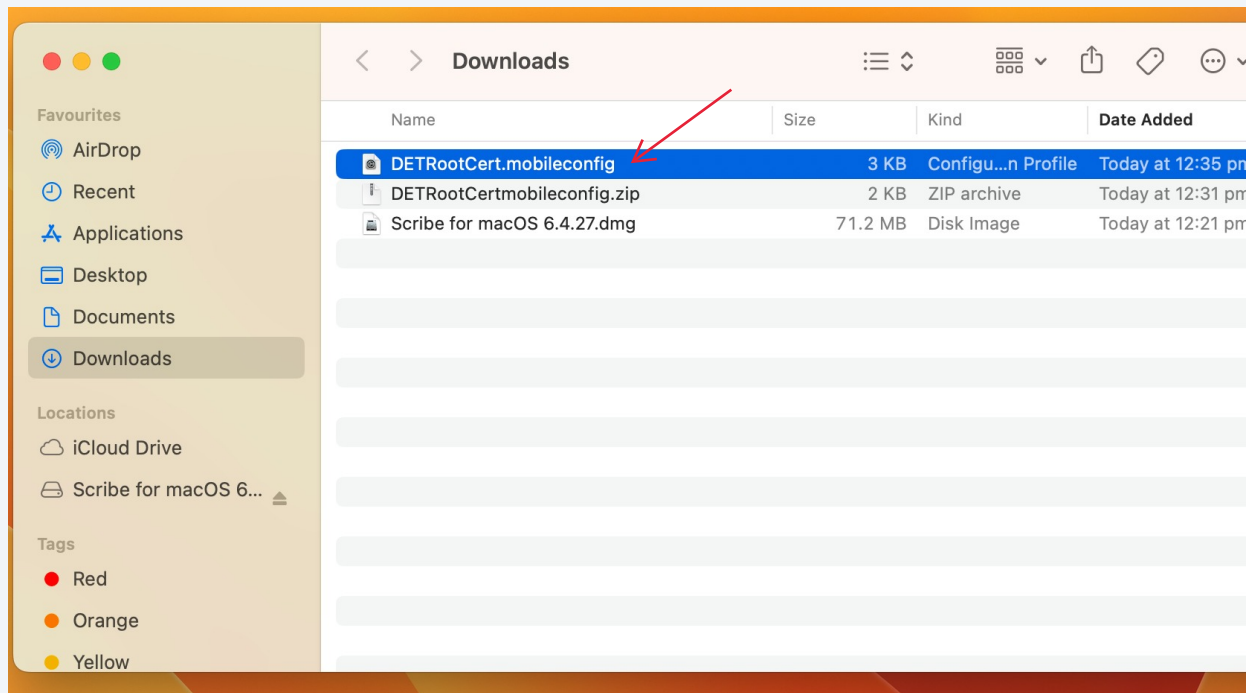 Downloads
Name Size Kind Date Added
Favourites
AirDrop
Recent
Applications
Desktop
Documents
Downloads
Locations
iCloud Drive
Scribe for macOS 6...
Tags
Red
Orange
Yellow
DETRootCert.mobileconfig 3 KB Configu...n Profile Today at 12:35 pm
DETRootCertmobileconfig.zip 2 KB ZIP archive Today at 12:31 pm
Scribe for macOS 6.4.27.dmg 71.2 MB Disk Image Today at 12:21 pm